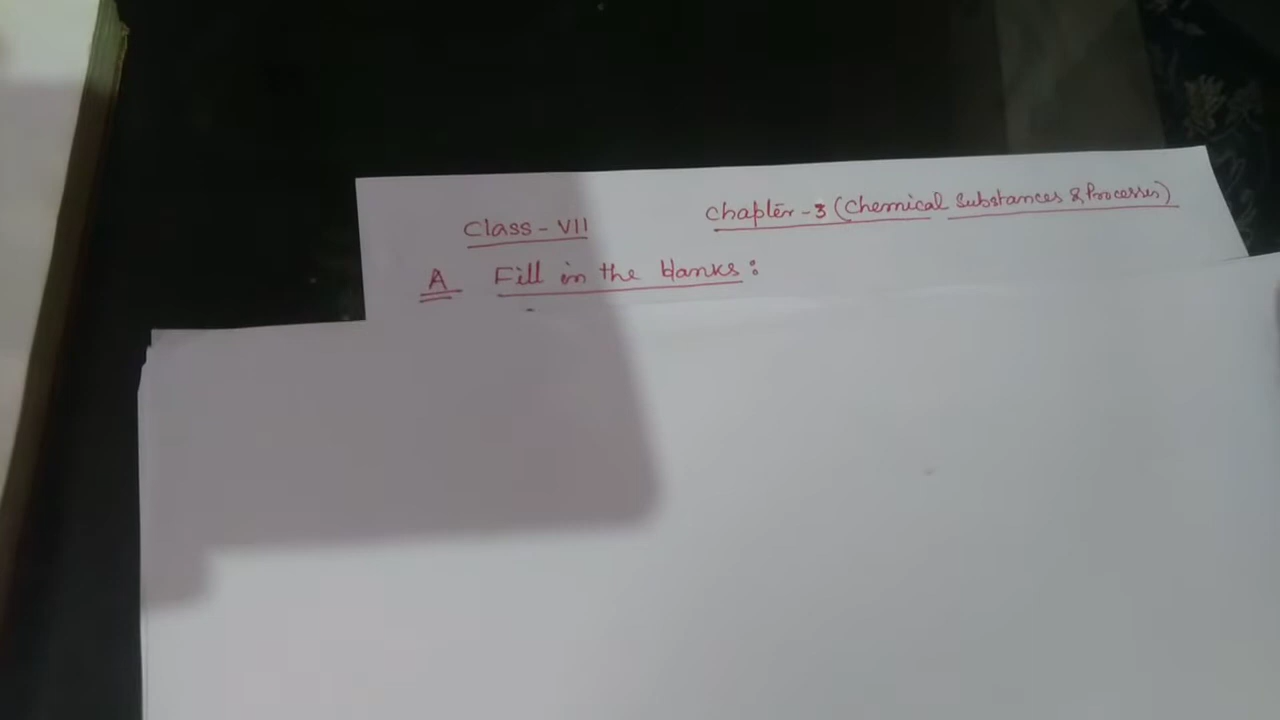 Class - VII Chapter - 3 (Chemical Substances & Processes)
A Fill in the blanks :